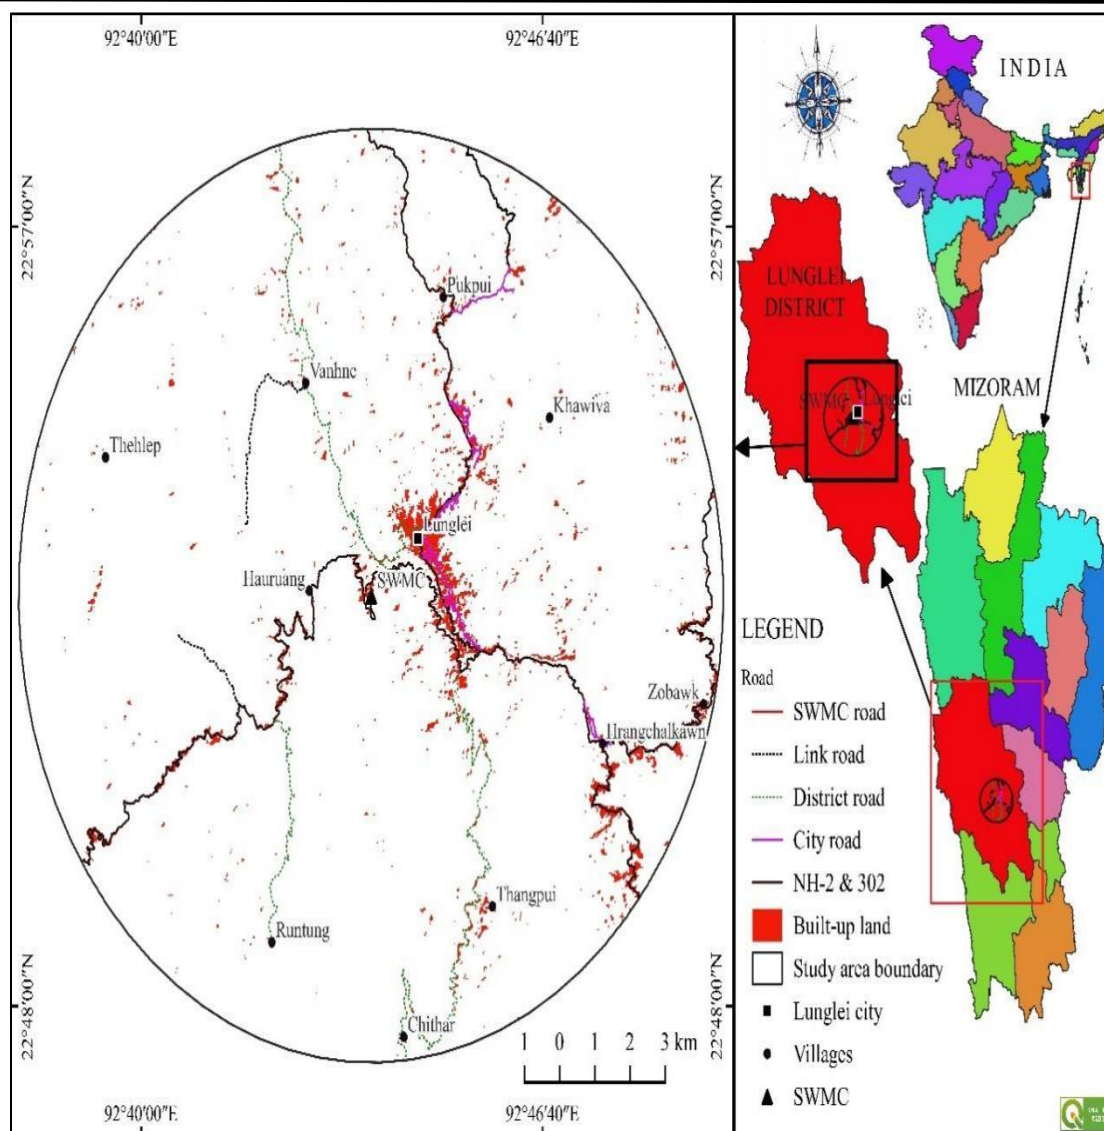 92°40′00″E
92°46′40″E
22°57′00″N
22°57′00″N
Pukpui
Vanhne
Khawiva
Thehlep
Lunglei
Hauruang
SWMC
Zobawk
Hrangchalkawn
Thangpui
Runtung
Chithar
22°48′00″N
22°48′00″N
1 0 1 2 3 km
92°40′00″E
92°46′40″E
INDIA
LUNGLEI
DISTRICT
SWMC
Lunglei
MIZORAM
LEGEND
Road
SWMC road
Link road
District road
City road
NH-2 & 302
Built-up land
Study area boundary
Lunglei city
Villages
SWMC